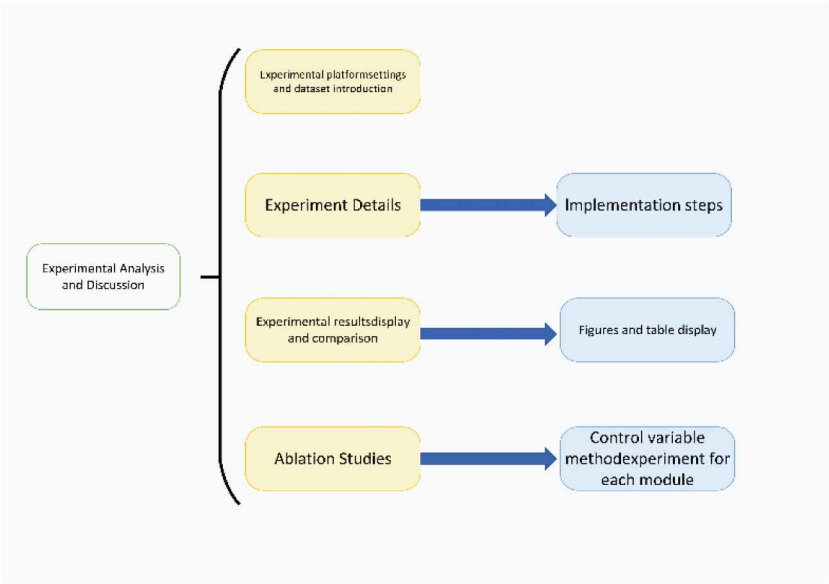 Experimental platformsettings
and dataset introduction
Experiment Details
Implementation steps
Experimental Analysis
and Discussion
Experimental resultsdisplay
and comparison
Figures and table display
Ablation Studies
Control variable
methodexperiment for
each module